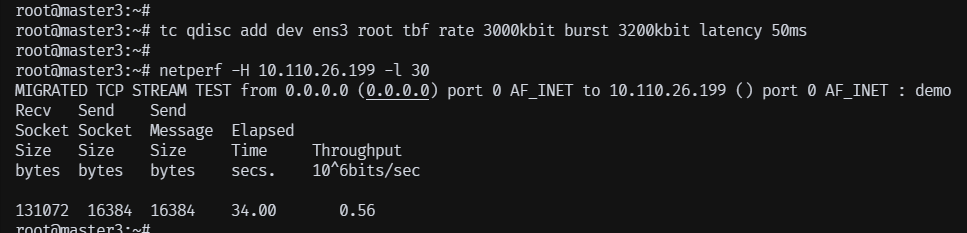 root@master3:~#
root@master3:~# tc qdisc add dev ens3 root tbf rate 3000kbit burst 3200kbit latency 50ms
root@master3:~#
root@master3:~# netperf -H 10.110.26.199 -l 30
MIGRATED TCP STREAM TEST from 0.0.0.0 (0.0.0.0) port 0 AF_INET to 10.110.26.199 () port 0 AF_INET : demo
Recv   Send    Send
Socket Socket  Message  Elapsed
Size   Size    Size     Time     Throughput
bytes  bytes   bytes    secs.    10^6bits/sec
131072  16384  16384    34.00       0.56
root@master3:~#